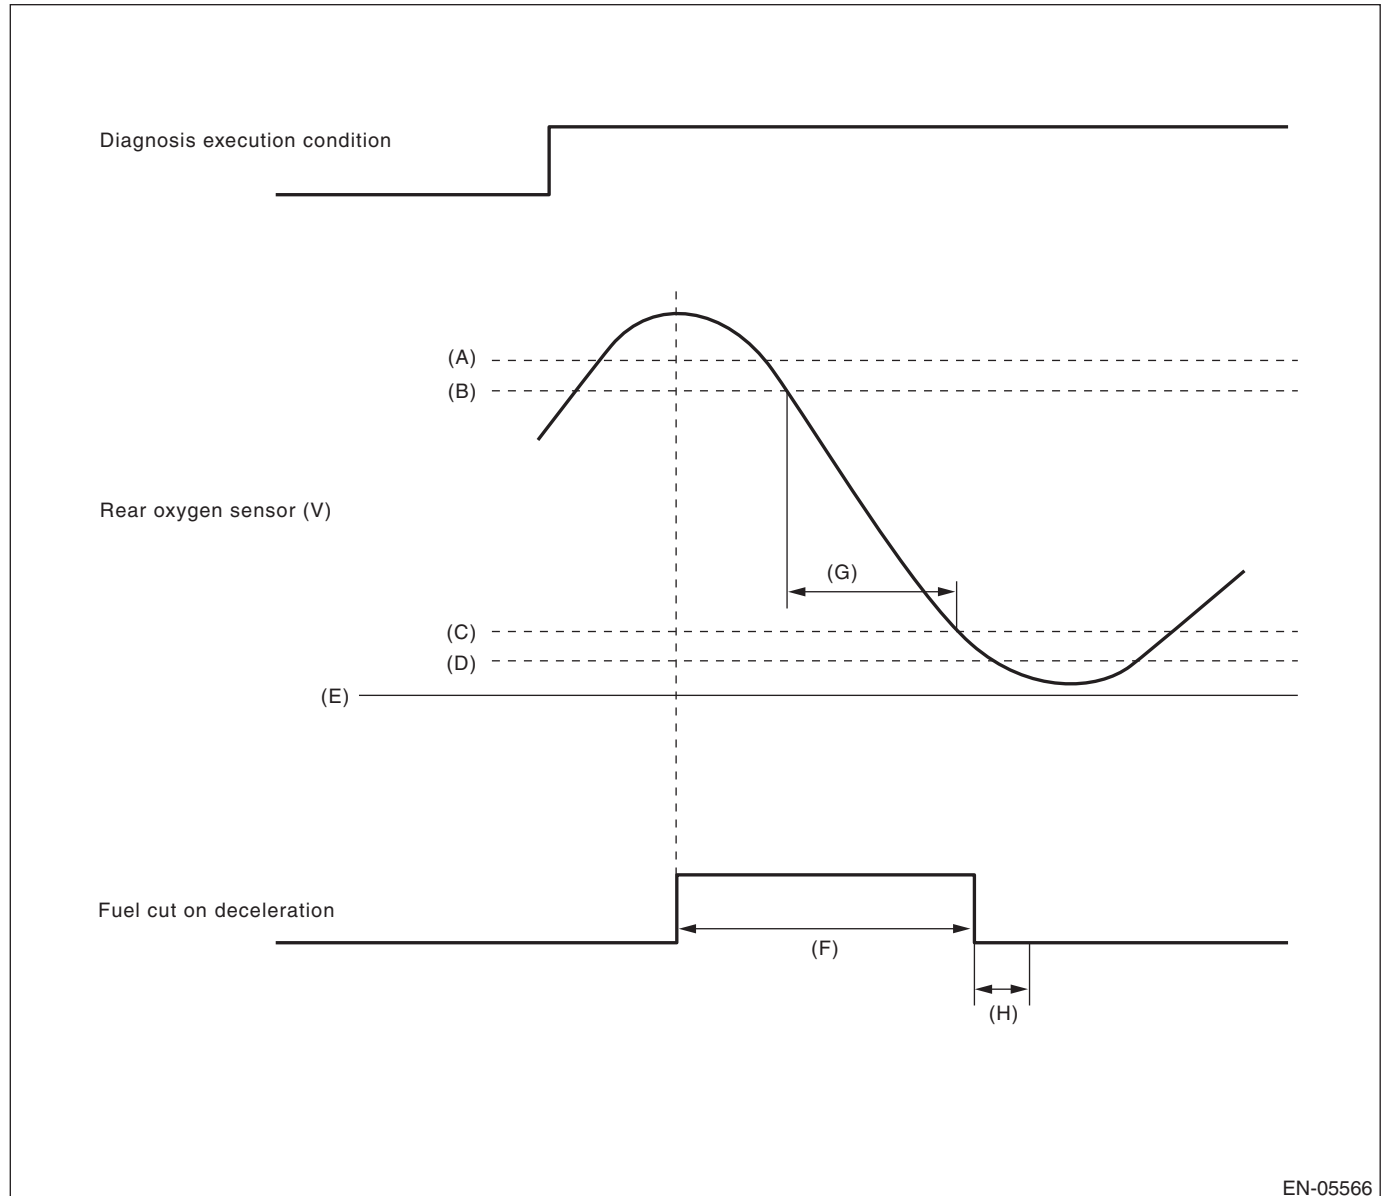 Diagnosis execution condition
(A)
(B)
Rear oxygen sensor (V)
(G)
(C)
(D)
(E)
Fuel cut on deceleration
(F)
(H)
EN-05566